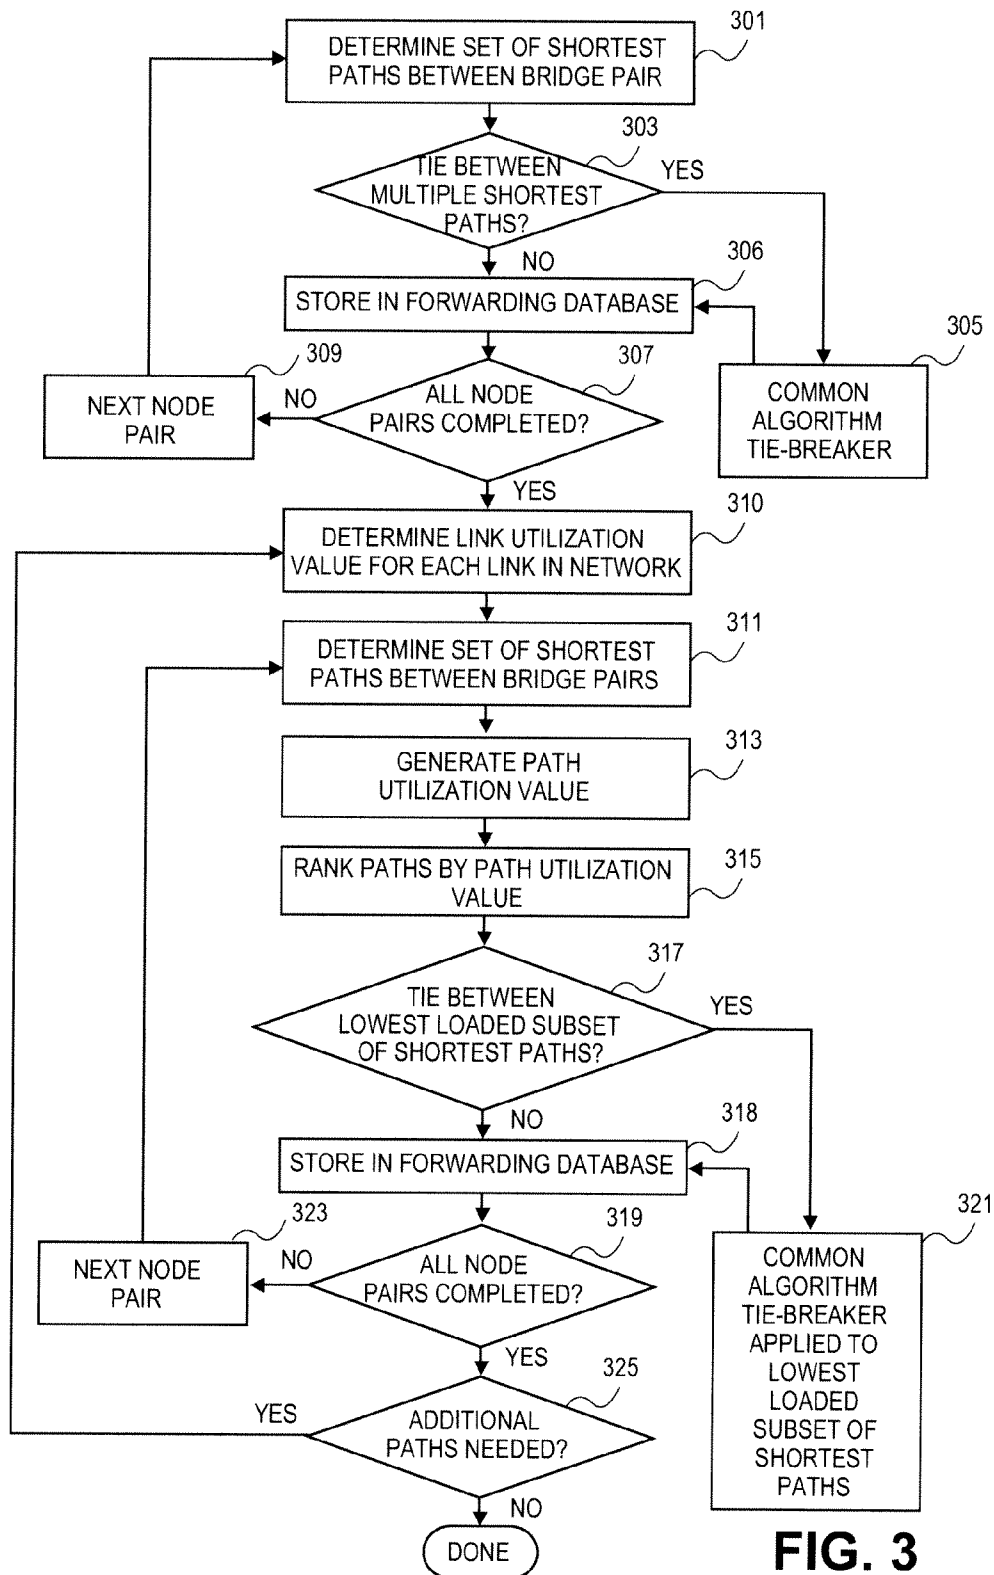 301
DETERMINE SET OF SHORTEST
PATHS BETWEEN BRIDGE PAIR
303
TIE BETWEEN
MULTIPLE SHORTEST
PATHS?
YES
NO
306
STORE IN FORWARDING DATABASE
305
COMMON
ALGORITHM
TIE-BREAKER
309
NEXT NODE
PAIR
307
ALL NODE
PAIRS COMPLETED?
NO
YES
310
DETERMINE LINK UTILIZATION
VALUE FOR EACH LINK IN NETWORK
311
DETERMINE SET OF SHORTEST
PATHS BETWEEN BRIDGE PAIRS
313
GENERATE PATH
UTILIZATION VALUE
315
RANK PATHS BY PATH UTILIZATION
VALUE
317
TIE BETWEEN
LOWEST LOADED SUBSET
OF SHORTEST PATHS?
YES
NO
318
STORE IN FORWARDING DATABASE
321
COMMON
ALGORITHM
TIE-BREAKER
APPLIED TO
LOWEST
LOADED
SUBSET OF
SHORTEST
PATHS
323
NEXT NODE
PAIR
319
ALL NODE
PAIRS COMPLETED?
NO
YES
325
ADDITIONAL
PATHS NEEDED?
YES
NO
DONE
FIG. 3